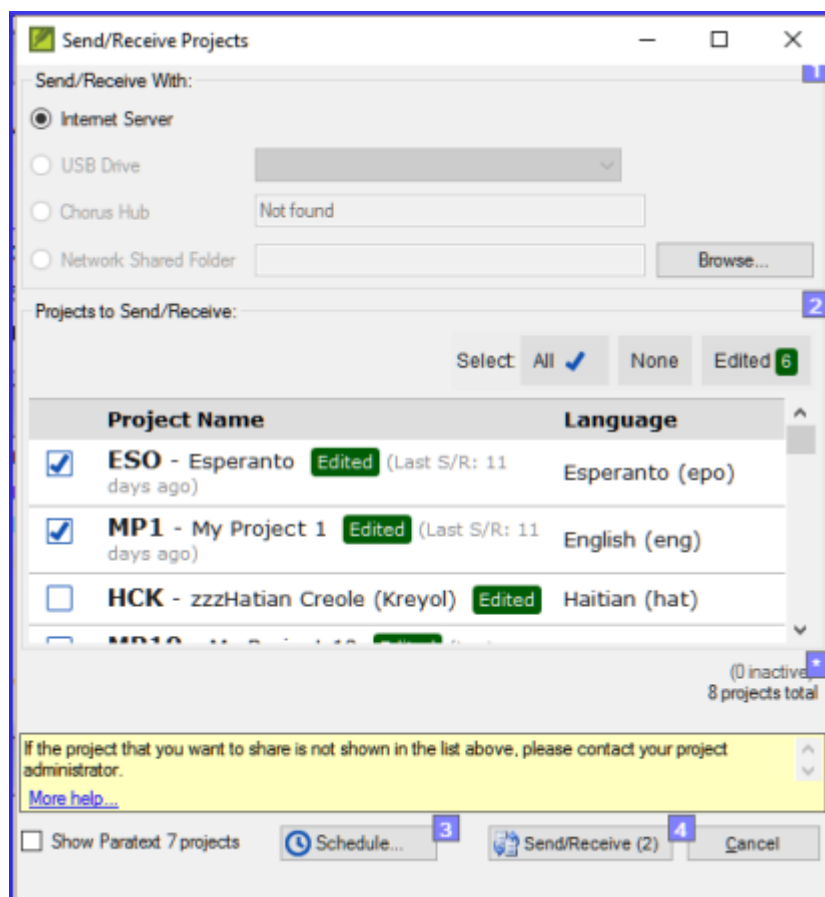 Send/Receive Projects
1
Send/Receive With:
Internet Server
USB Drive
Chorus Hub Not found
Network Shared Folder Browse...
2
Projects to Send/Receive:
Select: All None Edited 6
Project Name Language
ESO - Esperanto Edited (Last S/R: 11 days ago) Esperanto (epo)
MP1 - My Project 1 Edited (Last S/R: 11 days ago) English (eng)
HCK - zzzHatian Creole (Kreyol) Edited Haitian (hat)
*
(0 inactive)
8 projects total
If the project that you want to share is not shown in the list above, please contact your project
administrator.
More help...
Show Paratext 7 projects Schedule... 3 Send/Receive (2) 4 Cancel